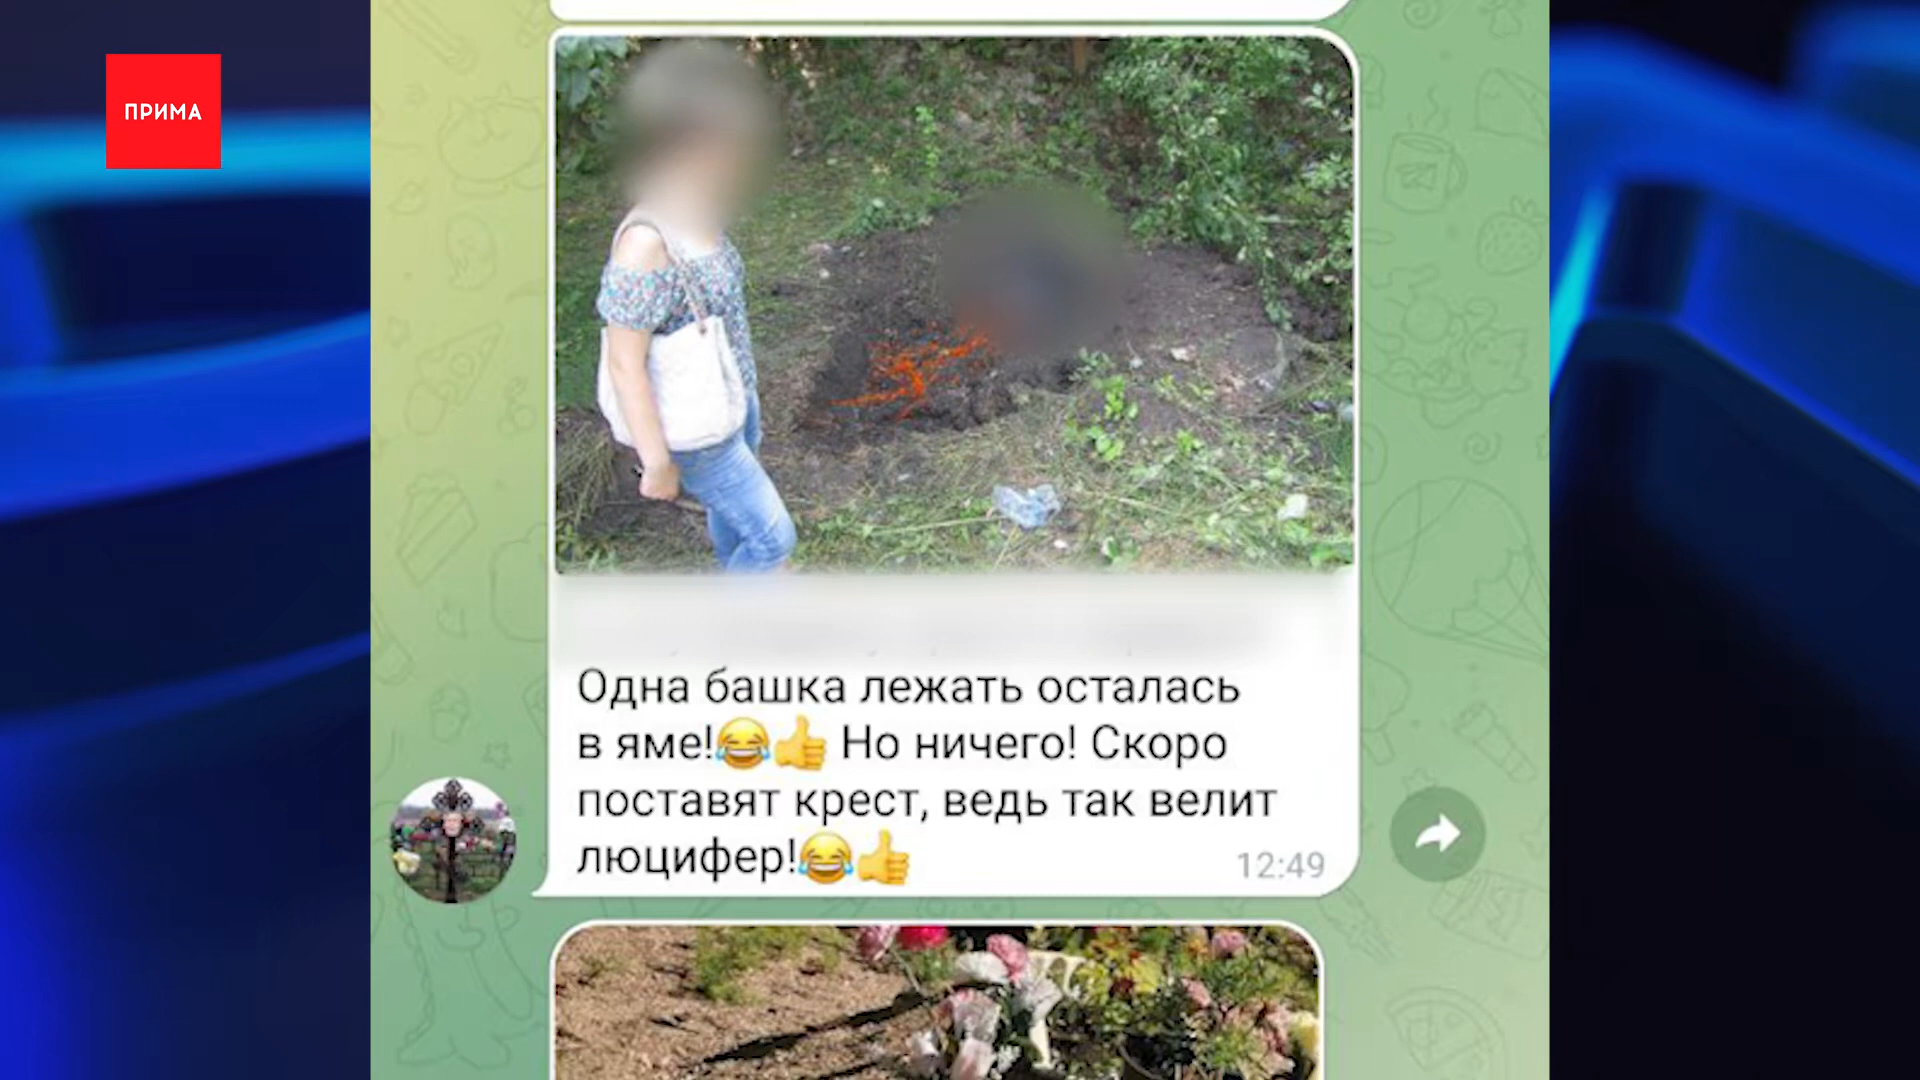 ПРИМА
Одна башка лежать осталась
в яме!😂👍 Но ничего! Скоро
поставят крест, ведь так велит
люцифер!😂👍
12:49